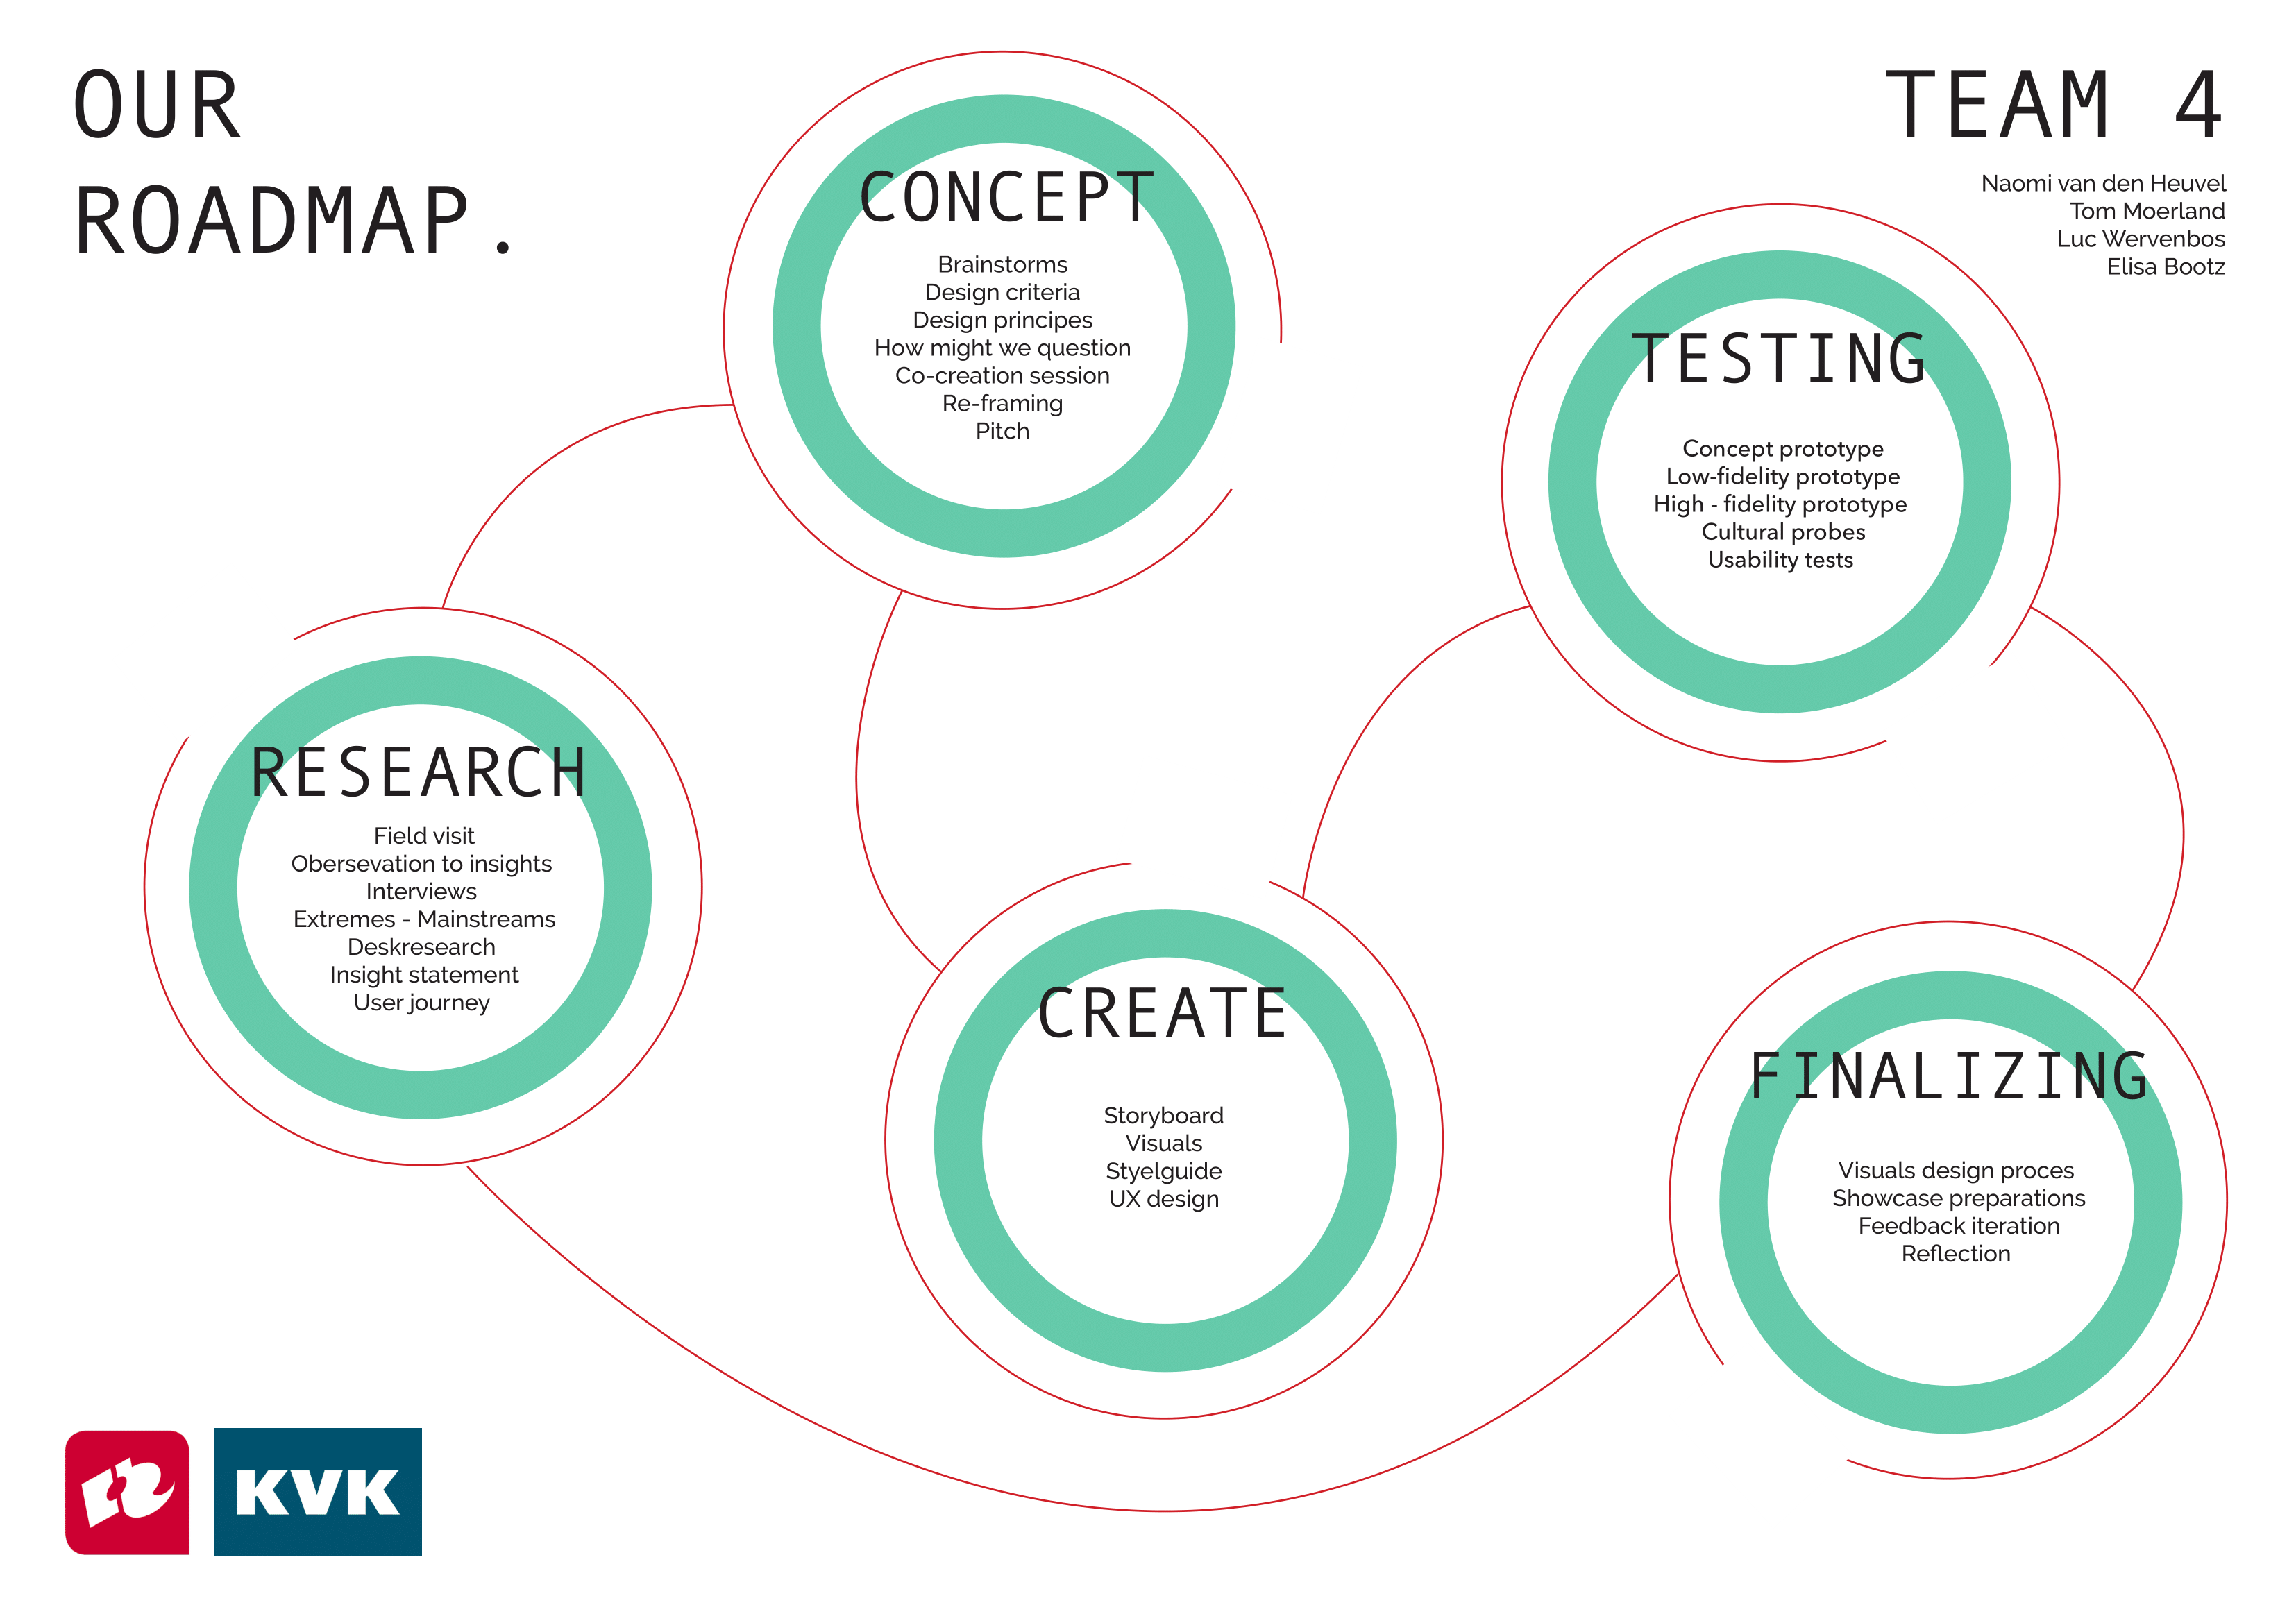 OUR
ROADMAP.
TEAM 4
Naomi van den Heuvel
Tom Moerland
Luc Wervenbos
Elisa Bootz
RESEARCH
Field visit
Obersevation to insights
Interviews
Extremes - Mainstreams
Deskresearch
Insight statement
User journey
CONCEPT
Brainstorms
Design criteria
Design principes
How might we question
Co-creation session
Re-framing
Pitch
CREATE
Storyboard
Visuals
Styelguide
UX design
TESTING
Concept prototype
Low-fidelity prototype
High - fidelity prototype
Cultural probes
Usability tests
FINALIZING
Visuals design proces
Showcase preparations
Feedback iteration
Reflection
KVK